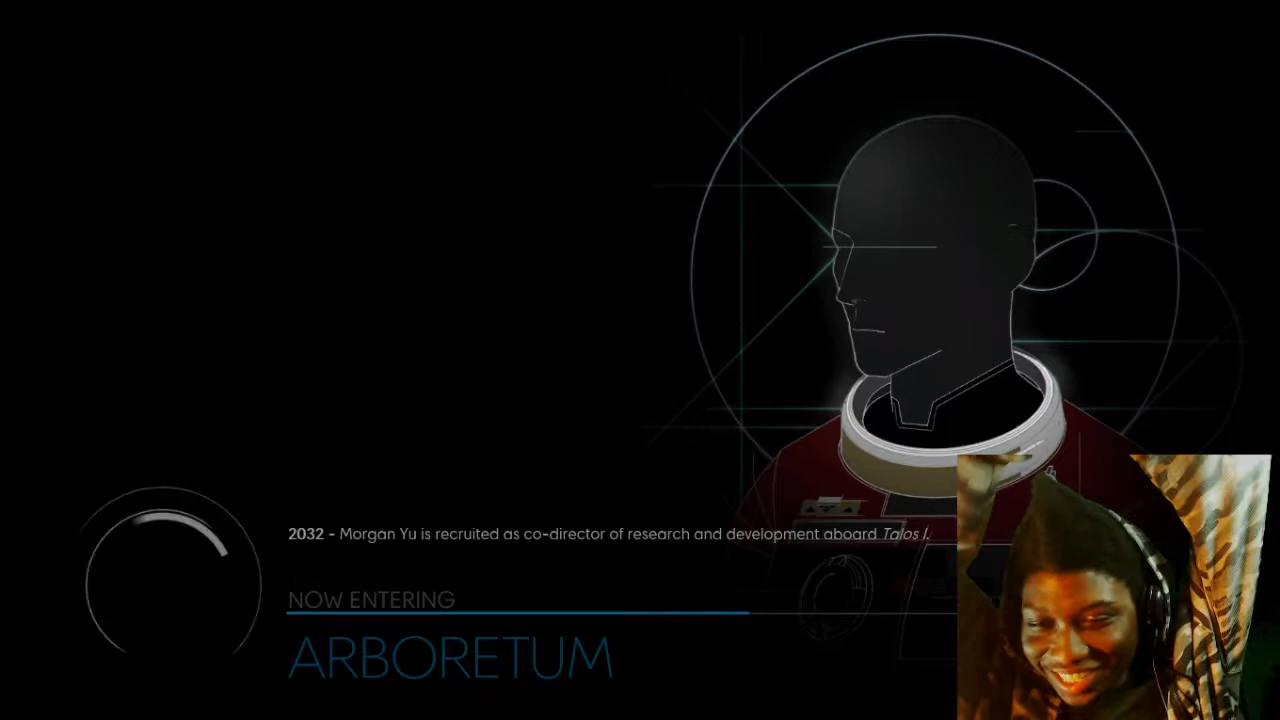 2032 - Morgan Yu is recruited as co-director of research and development aboard Talos I.
NOW ENTERING
ARBORETUM